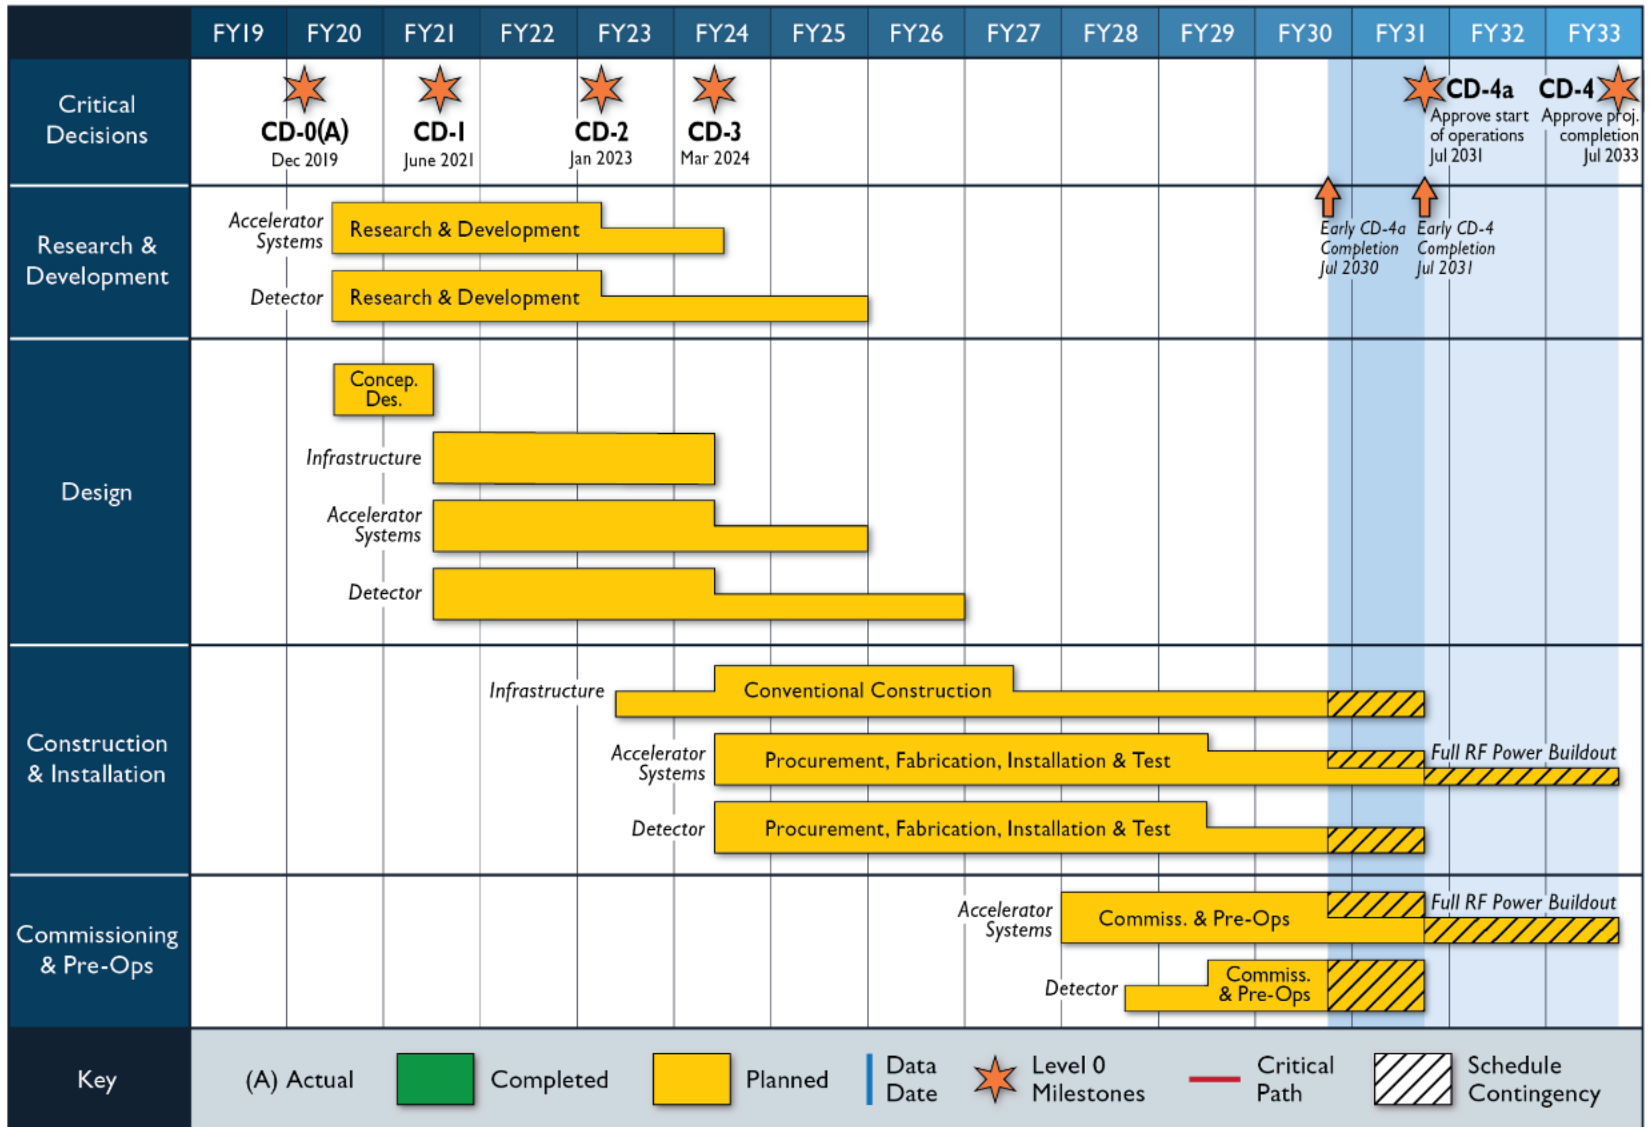 FY19 FY20 FY21 FY22 FY23 FY24 FY25 FY26 FY27 FY28 FY29 FY30 FY31 FY32 FY33
Critical
Decisions
CD-0(A)
Dec 2019
CD-1
June 2021
CD-2
Jan 2023
CD-3
Mar 2024
CD-4a
Approve start
of operations
Jul 2031
CD-4
Approve proj.
completion
Jul 2033
Research &
Development
Accelerator
Systems
Research & Development
Detector
Research & Development
Early CD-4a
Completion
Jul 2030
Early CD-4
Completion
Jul 2031
Design
Concep.
Des.
Infrastructure
Accelerator
Systems
Detector
Construction
& Installation
Infrastructure
Conventional Construction
Accelerator
Systems
Procurement, Fabrication, Installation & Test
Full RF Power Buildout
Detector
Procurement, Fabrication, Installation & Test
Commissioning
& Pre-Ops
Accelerator
Systems
Commiss. & Pre-Ops
Full RF Power Buildout
Detector
Commiss.
& Pre-Ops
Key
(A) Actual
Completed
Planned
Data
Date
Level 0
Milestones
Critical
Path
Schedule
Contingency